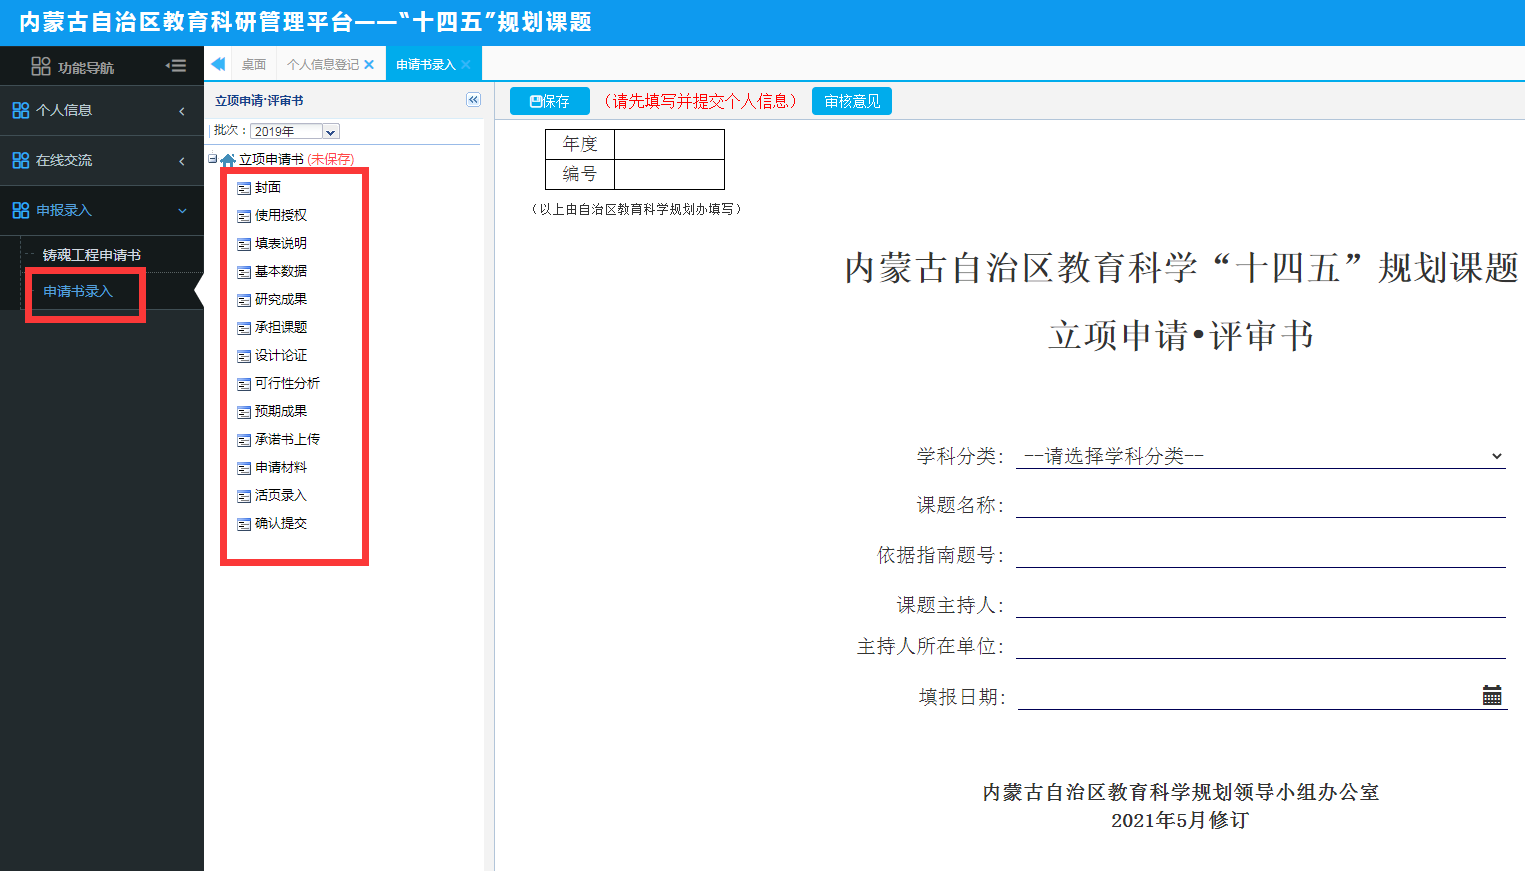 内蒙古自治区教育科研管理平台——“十四五”规划课题
功能导航
个人信息
在线交流
申报录入
铸魂工程申请书
申请书录入
桌面
个人信息登记
申请书录入
立项申请·评审书
批次：2019年
立项申请书(未保存)
封面
使用授权
填表说明
基本数据
研究成果
承担课题
设计论证
可行性分析
预期成果
承诺书上传
申请材料
活页录入
确认提交
保存 （请先填写并提交个人信息） 审核意见
年度
编号
（以上由自治区教育科学规划办填写）
内蒙古自治区教育科学“十四五”规划课题
立项申请•评审书
学科分类: --请选择学科分类--
课题名称:
依据指南题号:
课题主持人:
主持人所在单位:
填报日期:
内蒙古自治区教育科学规划领导小组办公室
2021年5月修订